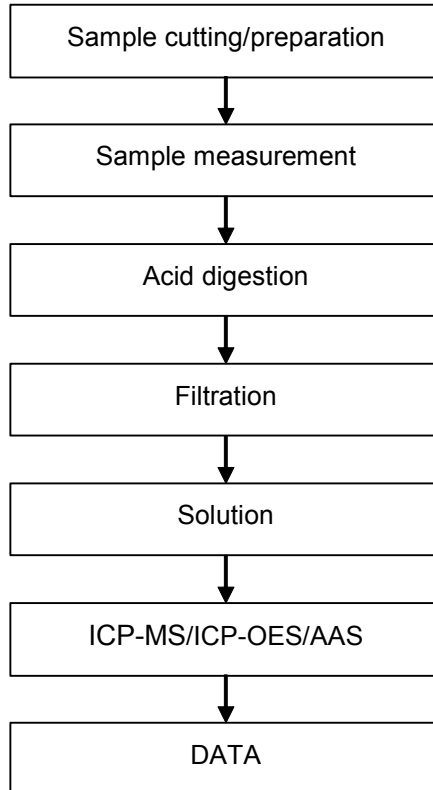 Sample cutting/preparation
Sample measurement
Acid digestion
Filtration
Solution
ICP-MS/ICP-OES/AAS
DATA